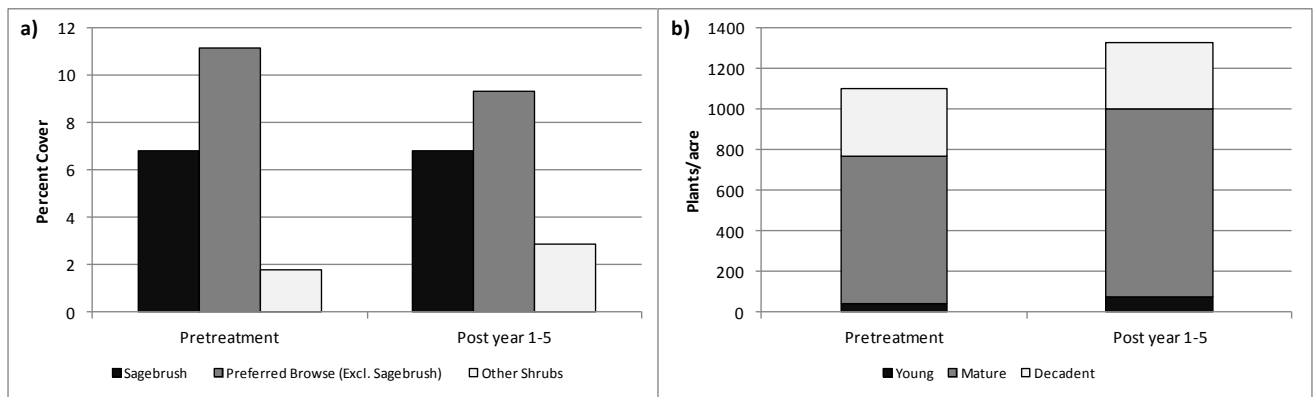 a)
12
10
8
6
4
2
0
Percent Cover
Pretreatment
Post year 1-5
Sagebrush
Preferred Browse (Excl. Sagebrush)
Other Shrubs
b)
1400
1200
1000
800
600
400
200
0
Plants/acre
Pretreatment
Post year 1-5
Young
Mature
Decadent